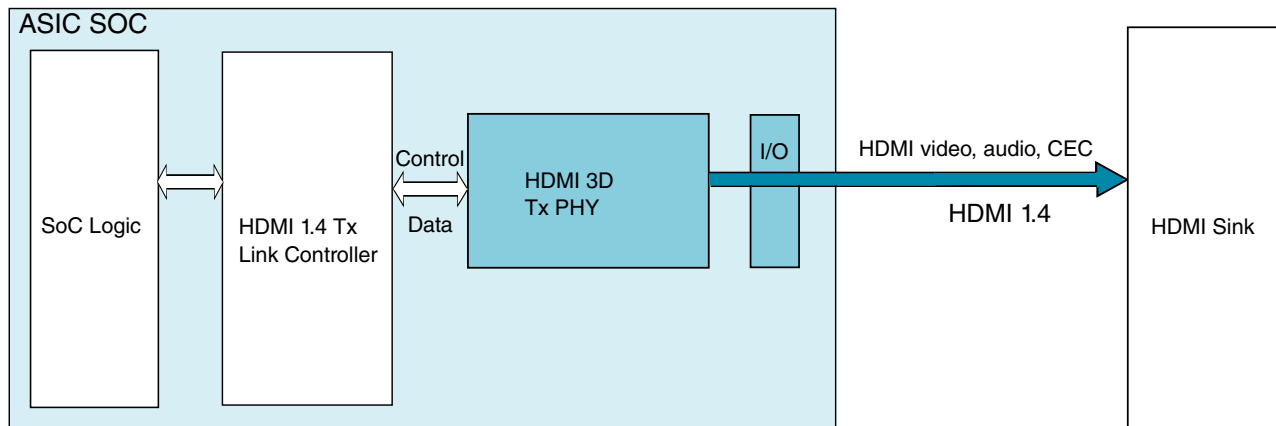 ASIC SOC
SoC Logic
HDMI 1.4 Tx
Link Controller
Control
Data
HDMI 3D
Tx PHY
I/O
HDMI video, audio, CEC
HDMI 1.4
HDMI Sink